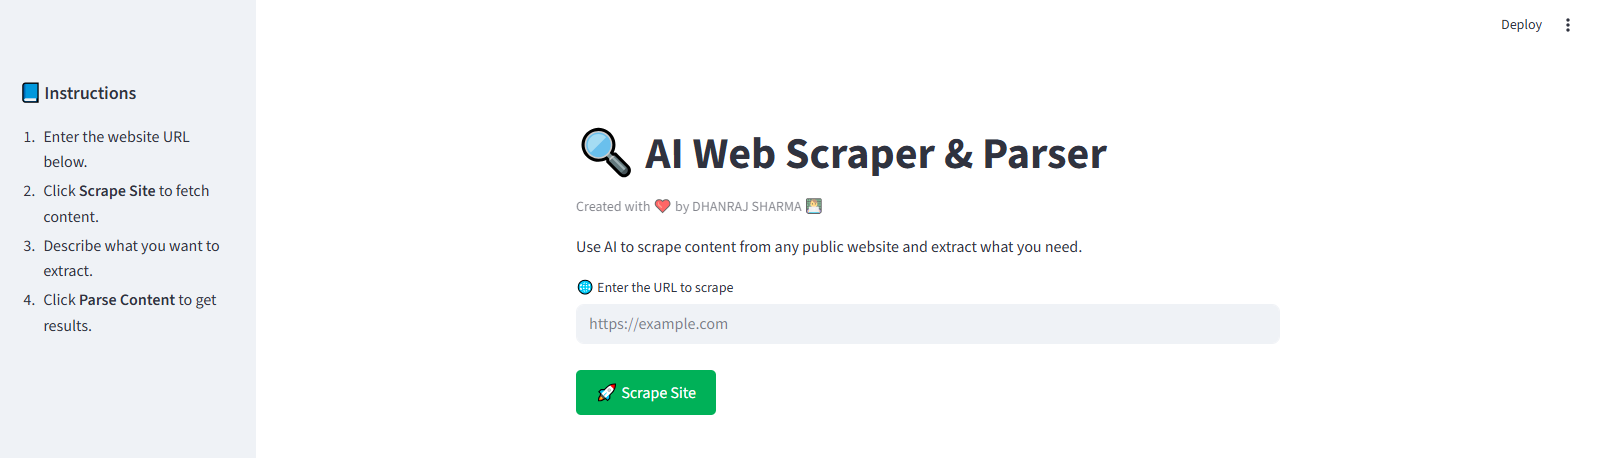 Deploy
📘 Instructions
1. Enter the website URL
below.
2. Click Scrape Site to fetch
content.
3. Describe what you want to
extract.
4. Click Parse Content to get
results.
🔍 AI Web Scraper & Parser
Created with ❤️ by DHANRAJ SHARMA
Use AI to scrape content from any public website and extract what you need.
🌐 Enter the URL to scrape
https://example.com
🚀 Scrape Site